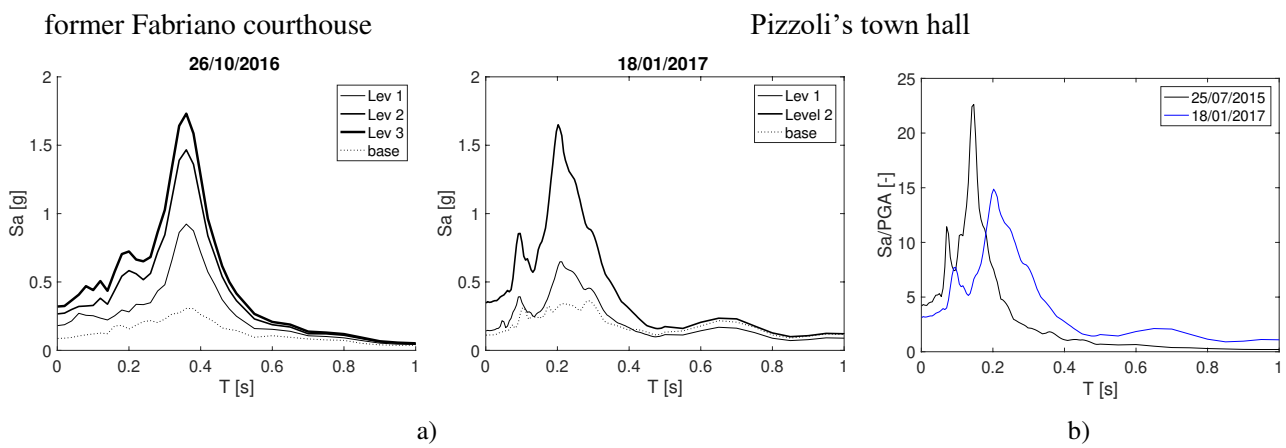 former Fabriano courthouse
Pizzoli's town hall
26/10/2016
2
1.5
1
0.5
0
Sa [g]
0 0.2 0.4 0.6 0.8 1
T [s]
Lev 1
Lev 2
Lev 3
base
18/01/2017
2
1.5
1
0.5
0
Sa [g]
0 0.2 0.4 0.6 0.8 1
T [s]
Lev 1
Level 2
base
25
20
15
10
5
0
Sa/PGA [-]
0 0.2 0.4 0.6 0.8 1
T [s]
25/07/2015
18/01/2017
a)
b)